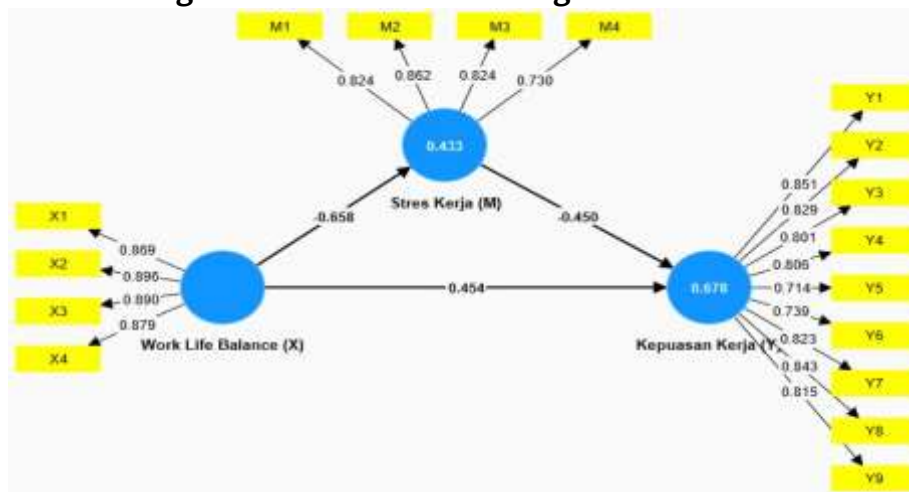 M1
M2
M3
M4
0.824
0.862
0.824
0.730
0.433
Stres Kerja (M)
-0.658
-0.450
X1
X2
X3
X4
0.869
0.896
0.890
0.879
Work Life Balance (X)
0.454
0.678
Kepuasan Kerja (Y)
0.851
0.829
0.801
0.806
0.714
0.739
0.823
0.843
0.815
Y1
Y2
Y3
Y4
Y5
Y6
Y7
Y8
Y9